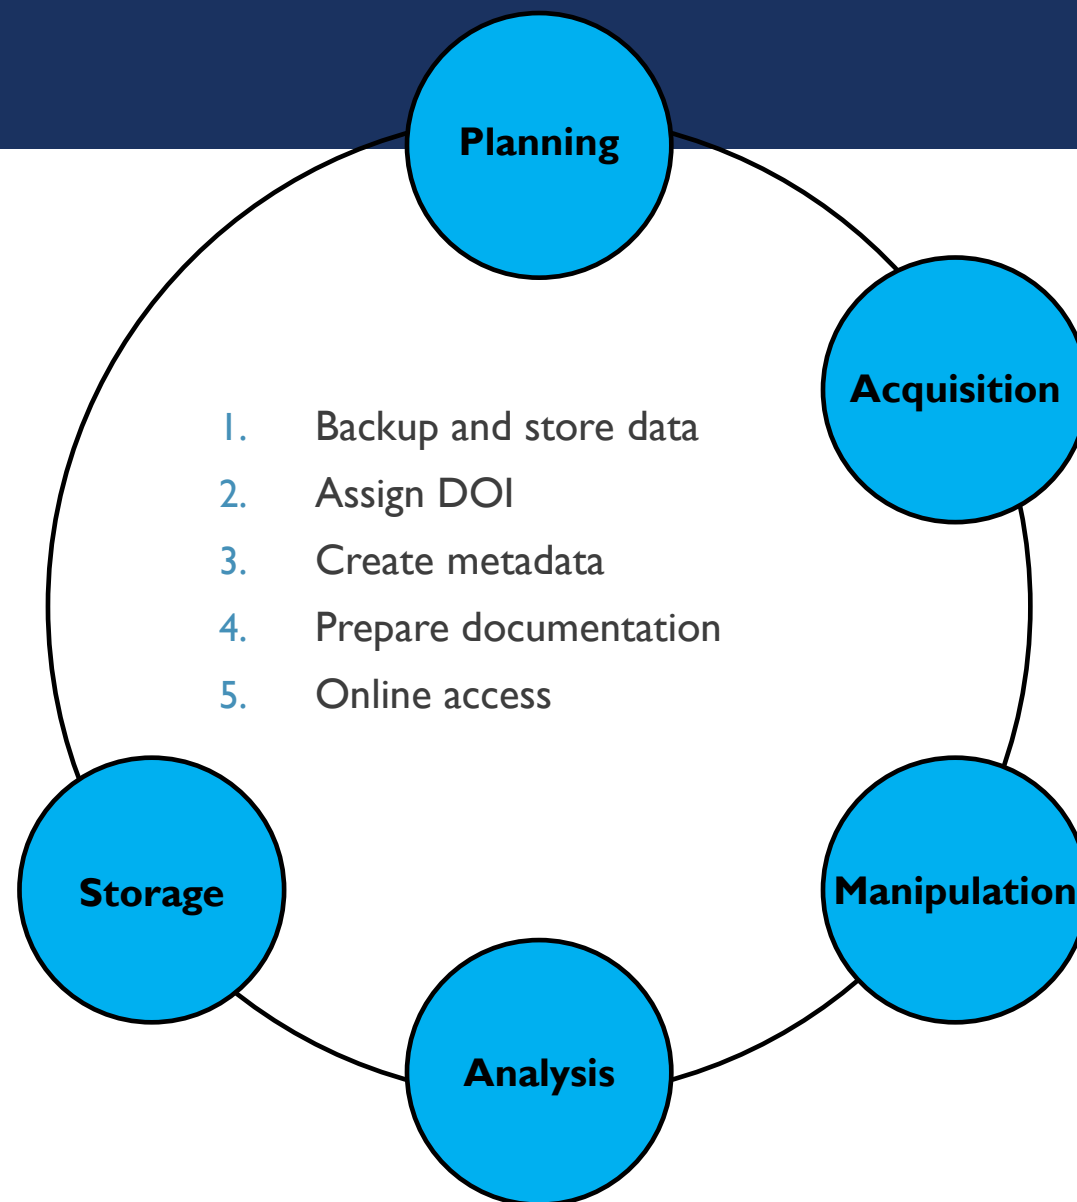 Planning
Acquisition
1. Backup and store data
2. Assign DOI
3. Create metadata
4. Prepare documentation
5. Online access
Storage
Manipulation
Analysis